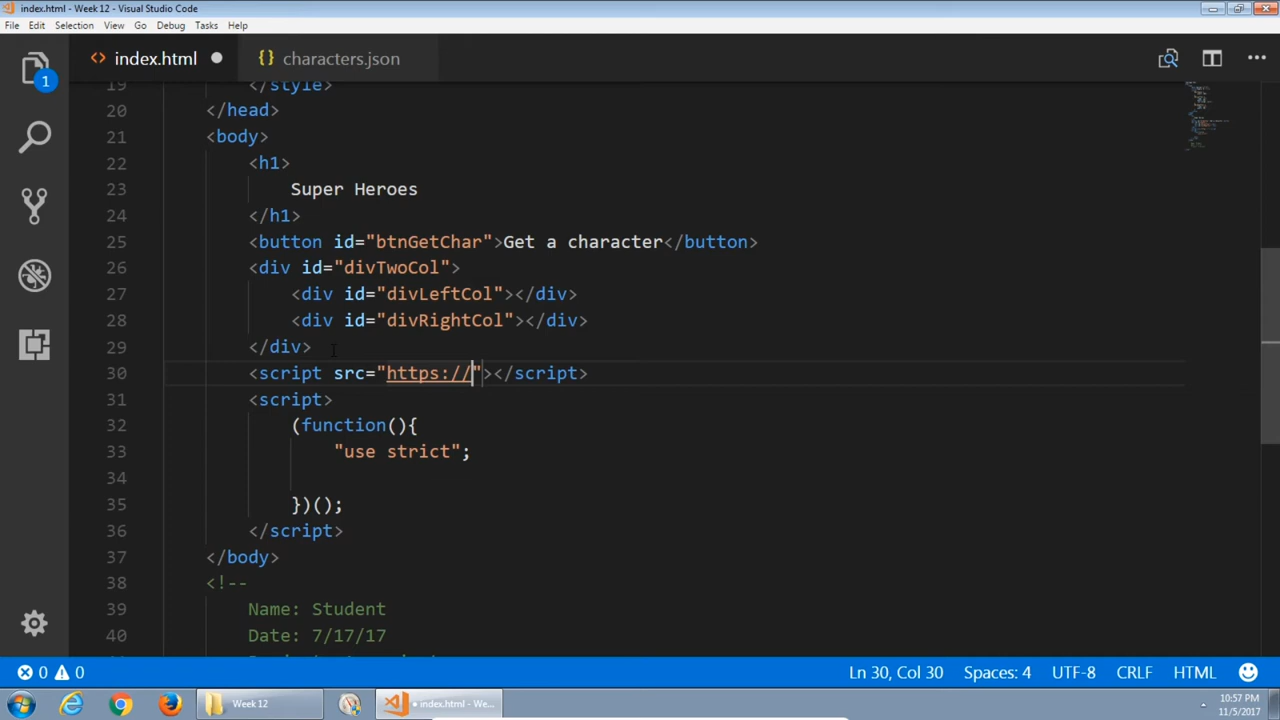 index.html - Week 12 - Visual Studio Code
File Edit Selection View Go Debug Tasks Help
<> index.html ● {} characters.json
1
19 </style>
20 </head>
21 <body>
22 <h1>
23 Super Heroes
24 </h1>
25 <button id="btnGetChar">Get a character</button>
26 <div id="divTwoCol">
27 <div id="divLeftCol"></div>
28 <div id="divRightCol"></div>
29 </div>
30 <script src="https://"></script>
31 <script>
32 (function(){
33 "use strict";
34
35 })();
36 </script>
37 </body>
38 <!--
39 Name: Student
40 Date: 7/17/17
0 0 Ln 30, Col 30 Spaces: 4 UTF-8 CRLF HTML
Week 12 • index.html - We...
10:57 PM
11/5/2017